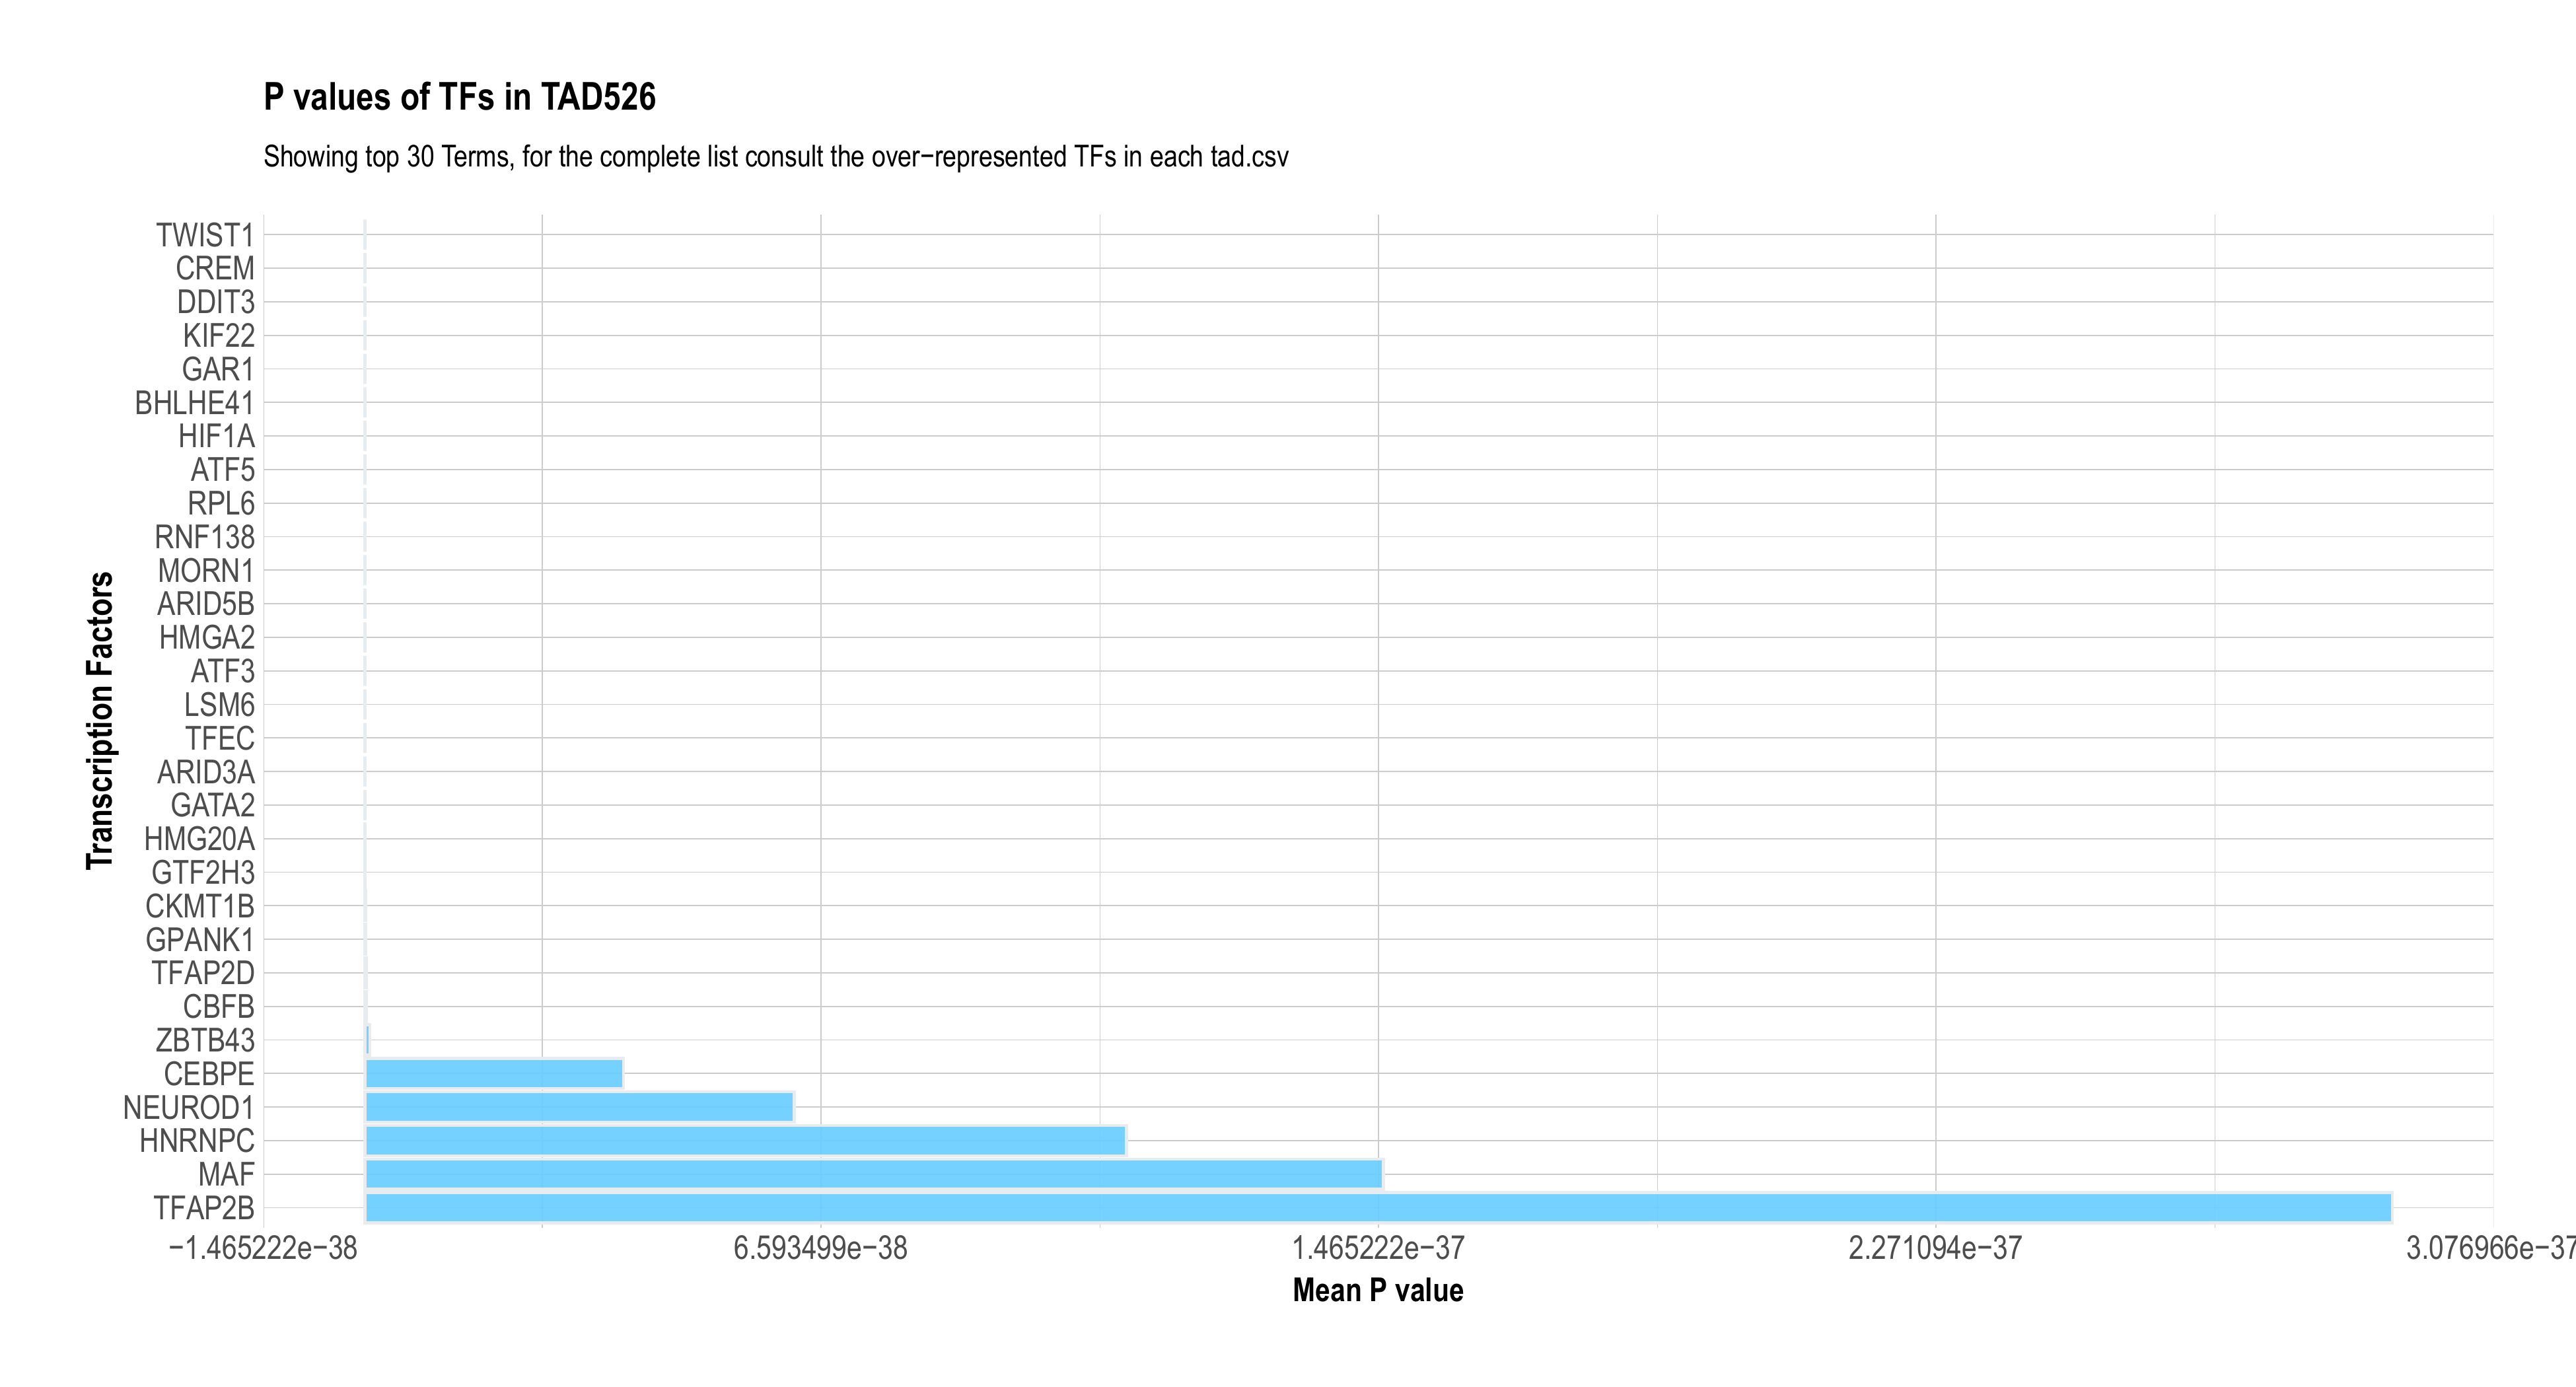 P values of TFs in TAD526
Showing top 30 Terms, for the complete list consult the over−represented TFs in each tad.csv
Transcription Factors
TWIST1
CREM
DDIT3
KIF22
GAR1
BHLHE41
HIF1A
ATF5
RPL6
RNF138
MORN1
ARID5B
HMGA2
ATF3
LSM6
TFEC
ARID3A
GATA2
HMG20A
GTF2H3
CKMT1B
GPANK1
TFAP2D
CBFB
ZBTB43
CEBPE
NEUROD1
HNRNPC
MAF
TFAP2B
−1.465222e−38 6.593499e−38 1.465222e−37 2.271094e−37 3.076966e−37
Mean P value